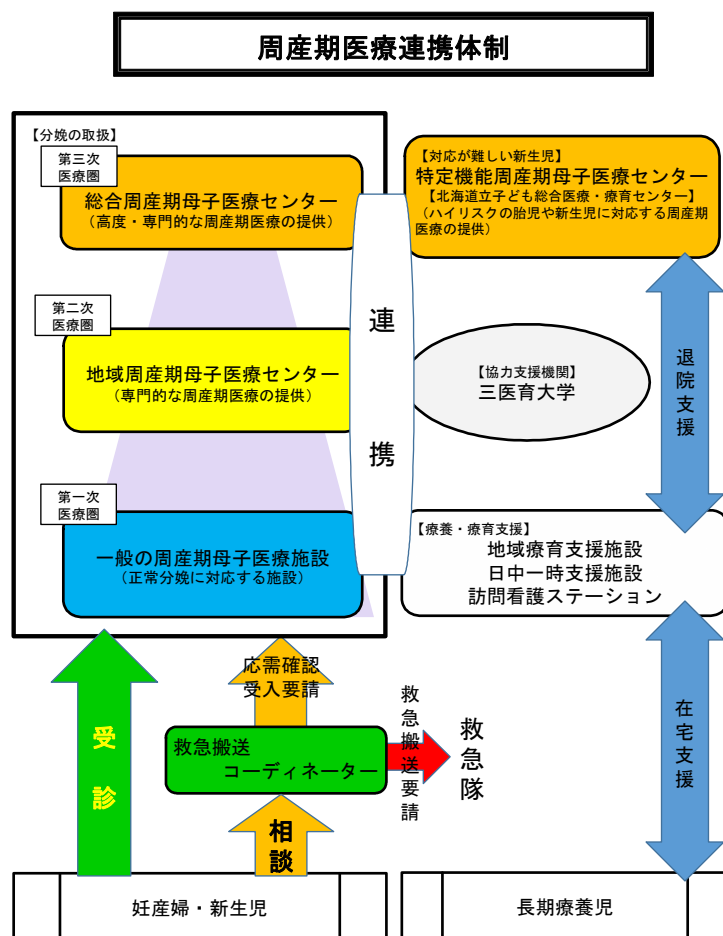 周産期医療連携体制
【分娩の取扱】
第三次
医療圏
総合周産期母子医療センター
（高度・専門的な周産期医療の提供）
第二次
医療圏
地域周産期母子医療センター
（専門的な周産期医療の提供）
第一次
医療圏
一般の周産期母子医療施設
（正常分娩に対応する施設）
連携
【対応が難しい新生児】
特定機能周産期母子医療センター
【北海道立子ども総合医療・療育センター】
（ハイリスクの胎児や新生児に対応する周産期
医療の提供）
【協力支援機関】
三医育大学
退院支援
【療養・療育支援】
地域療育支援施設
日中一時支援施設
訪問看護ステーション
在宅支援
受診
応需確認
受入要請
救急搬送
コーディネーター
救急搬送要請
救急隊
相談
妊産婦・新生児
長期療養児